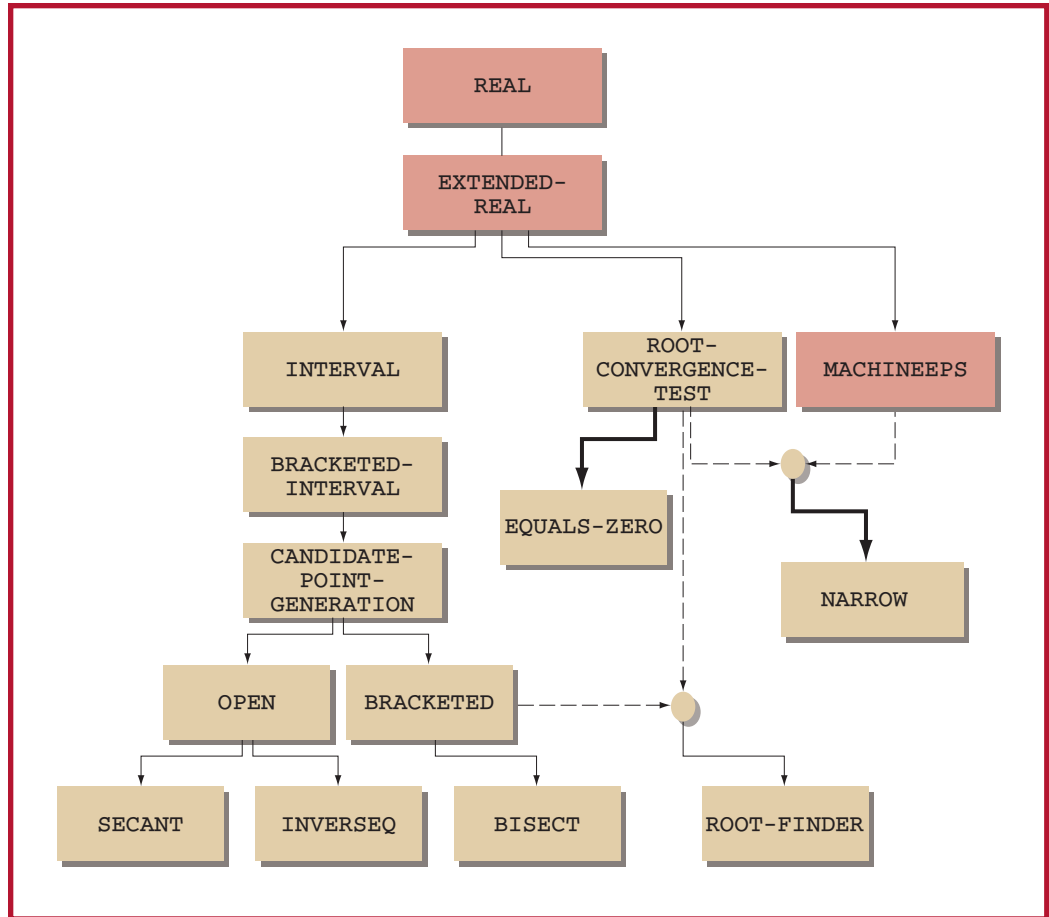 REAL
EXTENDED-
REAL
INTERVAL
ROOT-
CONVERGENCE-
TEST
MACHINEEPS
BRACKETED-
INTERVAL
EQUALS-ZERO
CANDIDATE-
POINT-
GENERATION
NARROW
OPEN
BRACKETED
SECANT
INVERSEQ
BISECT
ROOT-FINDER